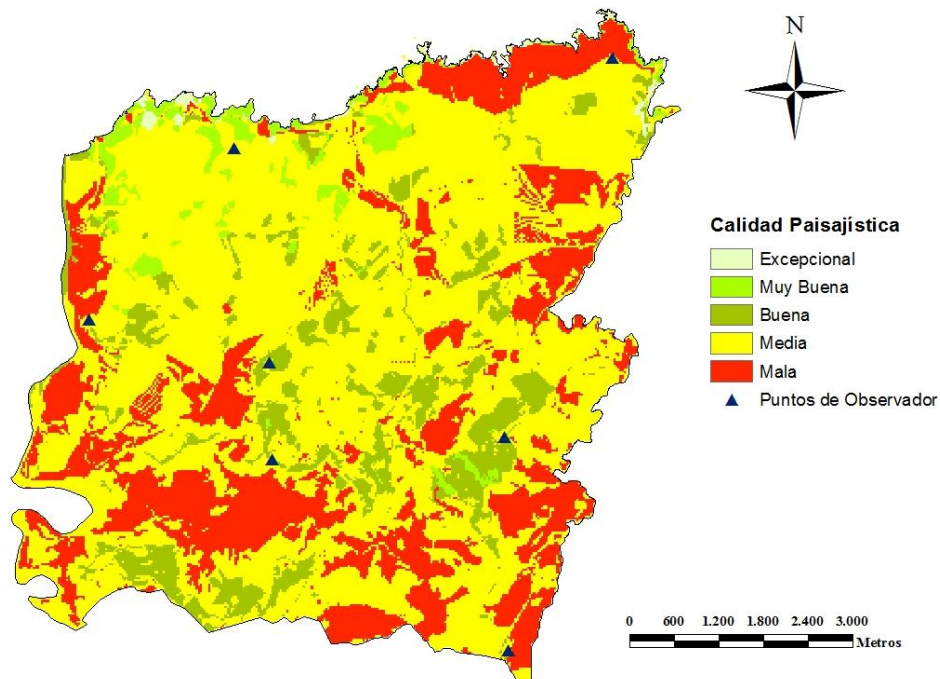 N
Calidad Paisajística
Excepcional
Muy Buena
Buena
Media
Mala
Puntos de Observador
0 600 1.200 1.800 2.400 3.000
Metros